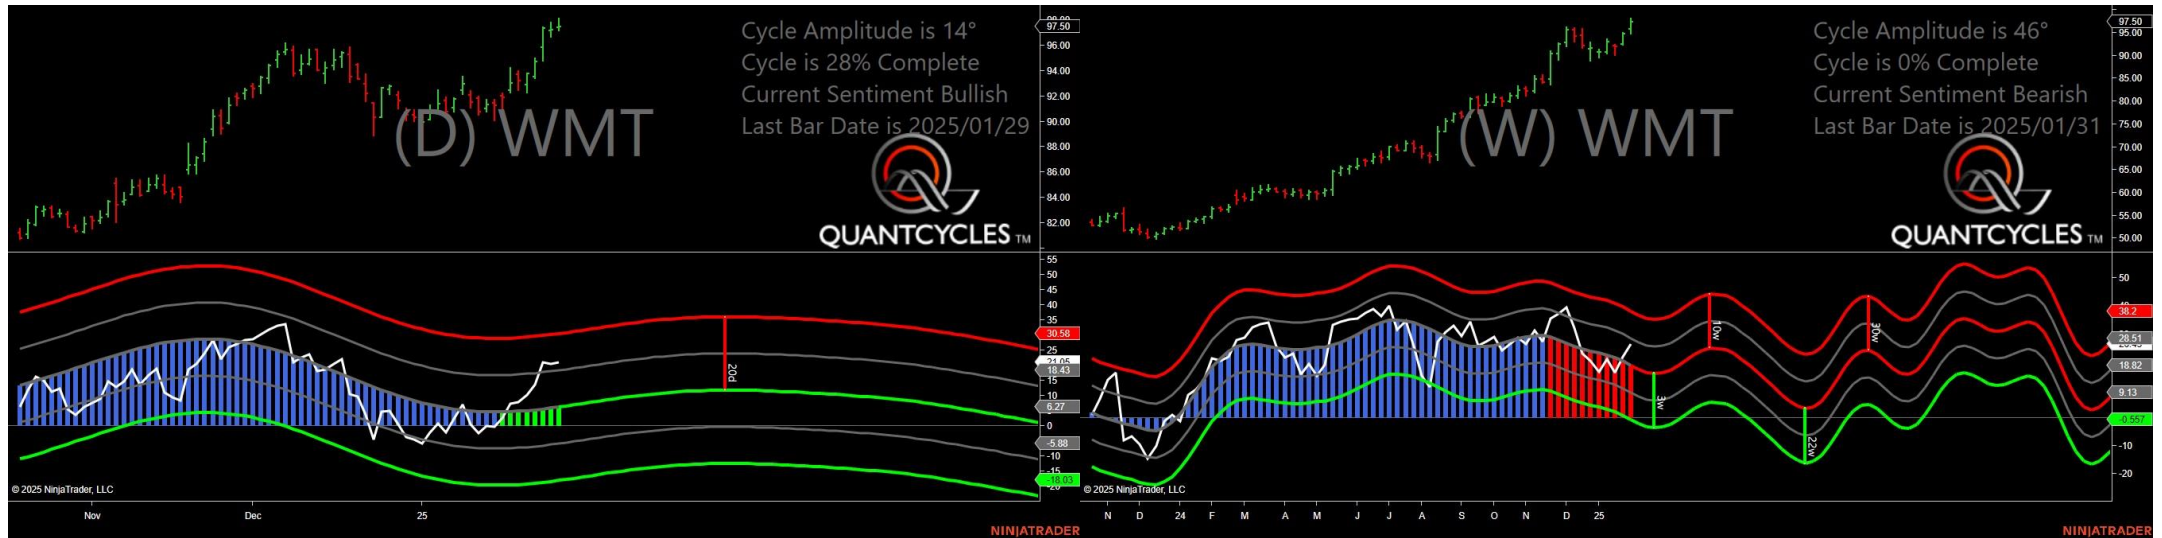 Cycle Amplitude is 14°
Cycle is 28% Complete
Current Sentiment Bullish
Last Bar Date is 2025/01/29
(D) WMT
QUANTCYCLES TM
98.00
97.50
96.00
94.00
92.00
90.00
88.00
86.00
84.00
82.00
55
50
45
40
35
30.58
25
21.05
18.43
15
10
6.27
0
-5.88
-10
-15
-18.03
20d
© 2025 NinjaTrader, LLC
Nov
Dec
25
NINJATRADER
Cycle Amplitude is 46°
Cycle is 0% Complete
Current Sentiment Bearish
Last Bar Date is 2025/01/31
(W) WMT
QUANTCYCLES TM
97.50
95.00
90.00
85.00
80.00
75.00
70.00
65.00
60.00
55.00
50.00
50
38.2
28.51
18.82
9.13
-0.557
-10
-20
10w
30w
3w
22w
© 2025 NinjaTrader, LLC
N D 24 F M A M J J A S O N D 25
NINJATRADER